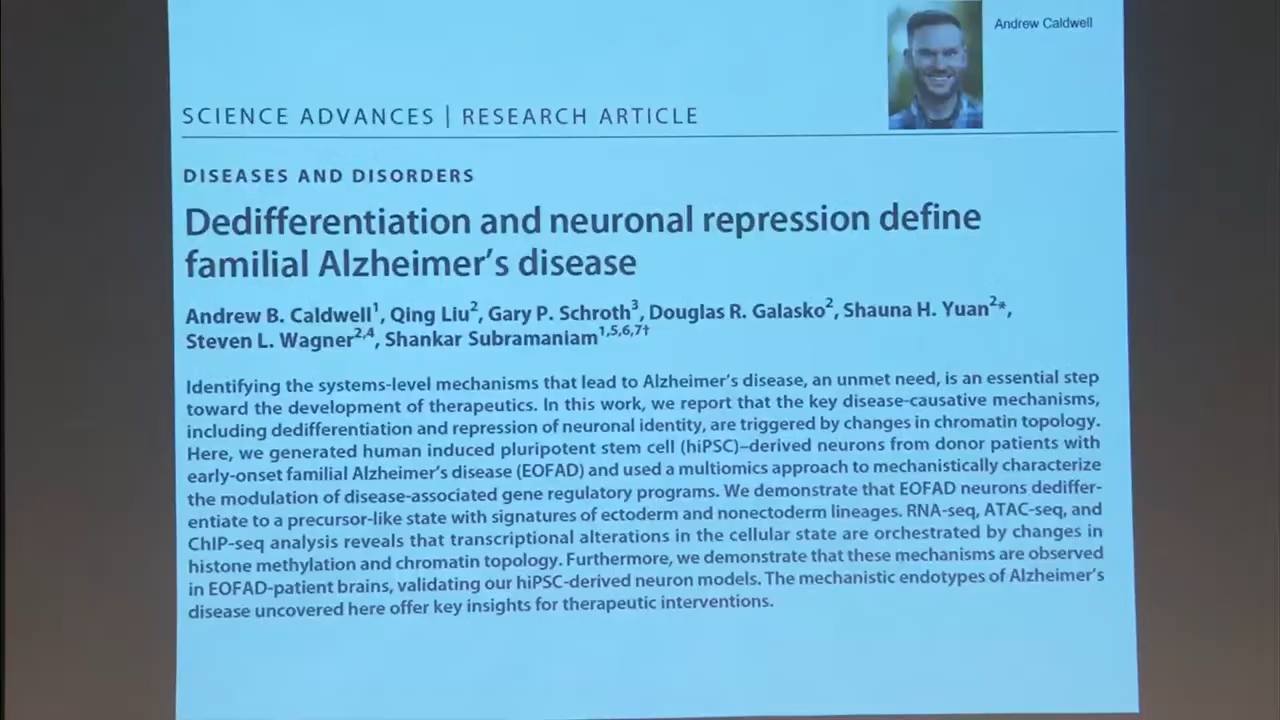 Andrew Caldwell
SCIENCE ADVANCES | RESEARCH ARTICLE
DISEASES AND DISORDERS
Dedifferentiation and neuronal repression define
familial Alzheimer's disease
Andrew B. Caldwell1, Qing Liu2, Gary P. Schroth3, Douglas R. Galasko2, Shauna H. Yuan2*,
Steven L. Wagner2,4, Shankar Subramaniam1,5,6,7†
Identifying the systems-level mechanisms that lead to Alzheimer's disease, an unmet need, is an essential step
toward the development of therapeutics. In this work, we report that the key disease-causative mechanisms,
including dedifferentiation and repression of neuronal identity, are triggered by changes in chromatin topology.
Here, we generated human induced pluripotent stem cell (hiPSC)–derived neurons from donor patients with
early-onset familial Alzheimer's disease (EOFAD) and used a multiomics approach to mechanistically characterize
the modulation of disease-associated gene regulatory programs. We demonstrate that EOFAD neurons dediffer-
entiate to a precursor-like state with signatures of ectoderm and nonectoderm lineages. RNA-seq, ATAC-seq, and
ChIP-seq analysis reveals that transcriptional alterations in the cellular state are orchestrated by changes in
histone methylation and chromatin topology. Furthermore, we demonstrate that these mechanisms are observed
in EOFAD-patient brains, validating our hiPSC-derived neuron models. The mechanistic endotypes of Alzheimer's
disease uncovered here offer key insights for therapeutic interventions.